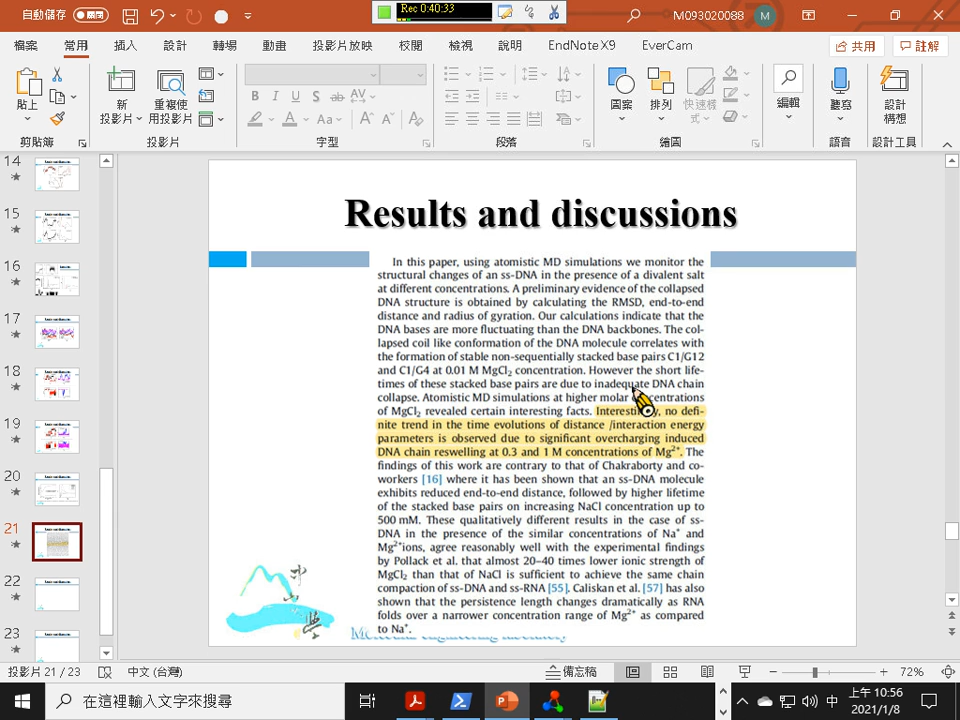 自動儲存 關閉
Rec 0:40:33
M093020088 M
檔案 常用 插入 設計 轉場 動畫 投影片放映 校閱 檢視 說明 EndNote X9 EverCam 共用 註解
貼上 新投影片 重複使用投影片 圖案 排列 快速樣式 編輯 聽寫 設計構想
剪貼簿 投影片 字型 段落 繪圖 語音 設計工具
14
15
16
17
18
19
20
21
22
23
Results and discussions
In this paper, using atomistic MD simulations we monitor the
structural changes of an ss-DNA in the presence of a divalent salt
at different concentrations. A preliminary evidence of the collapsed
DNA structure is obtained by calculating the RMSD, end-to-end
distance and radius of gyration. Our calculations indicate that the
DNA bases are more fluctuating than the DNA backbones. The col-
lapsed coil like conformation of the DNA molecule correlates with
the formation of stable non-sequentially stacked base pairs C1/G12
and C1/G4 at 0.01 M MgCl2 concentration. However the short life-
times of these stacked base pairs are due to inadequate DNA chain
collapse. Atomistic MD simulations at higher molar concentrations
of MgCl2 revealed certain interesting facts. Interestingly, no defi-
nite trend in the time evolutions of distance /interaction energy
parameters is observed due to significant overcharging induced
DNA chain reswelling at 0.3 and 1 M concentrations of Mg2+. The
findings of this work are contrary to that of Chakraborty and co-
workers [16] where it has been shown that an ss-DNA molecule
exhibits reduced end-to-end distance, followed by higher lifetime
of the stacked base pairs on increasing NaCl concentration up to
500 mM. These qualitatively different results in the case of ss-
DNA in the presence of the similar concentrations of Na+ and
Mg2+ions, agree reasonably well with the experimental findings
by Pollack et al. that almost 20–40 times lower ionic strength of
MgCl2 than that of NaCl is sufficient to achieve the same chain
compaction of ss-DNA and ss-RNA [55]. Caliskan et al. [57] has also
shown that the persistence length changes dramatically as RNA
folds over a narrower concentration range of Mg2+ as compared
to Na+.
中山大學
投影片 21 / 23 中文 (台灣) 備忘稿 72%
在這裡輸入文字來搜尋
中 上午 10:56
2021/1/8